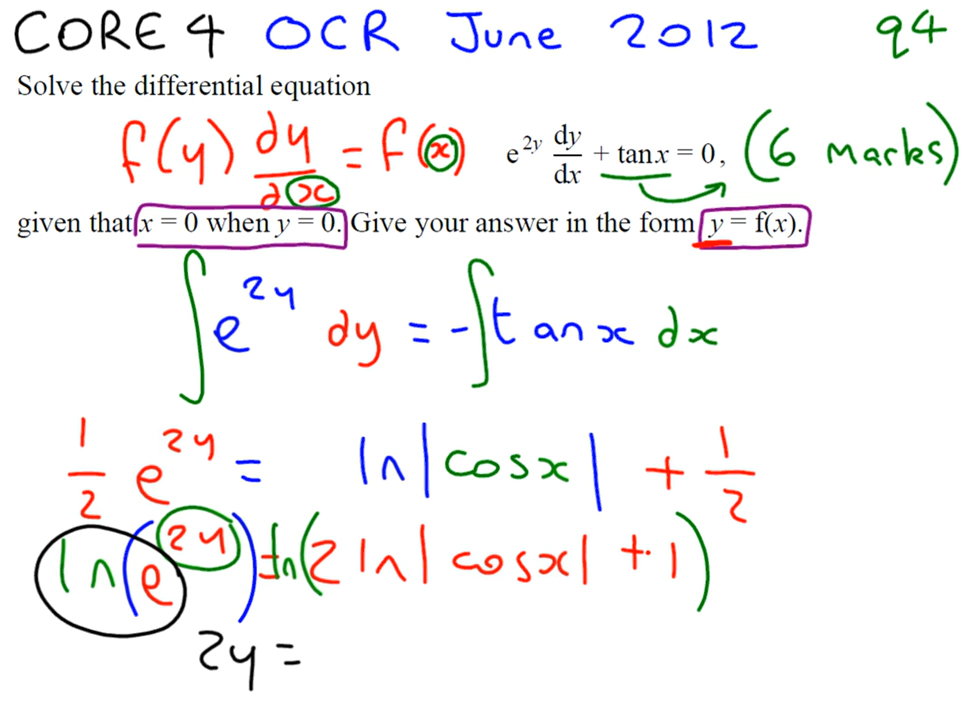 CORE 4 OCR June 2012 q4
Solve the differential equation
f(y) dy/dx = f(x) e^{2y} dy/dx + tan x = 0, (6 marks)
given that x = 0 when y = 0. Give your answer in the form y = f(x).
∫ e^{2y} dy = -∫ tan x dx
1/2 e^{2y} = ln|cos x| + 1/2
ln(e^{2y}) = ln(2 ln|cos x| + 1)
2y =